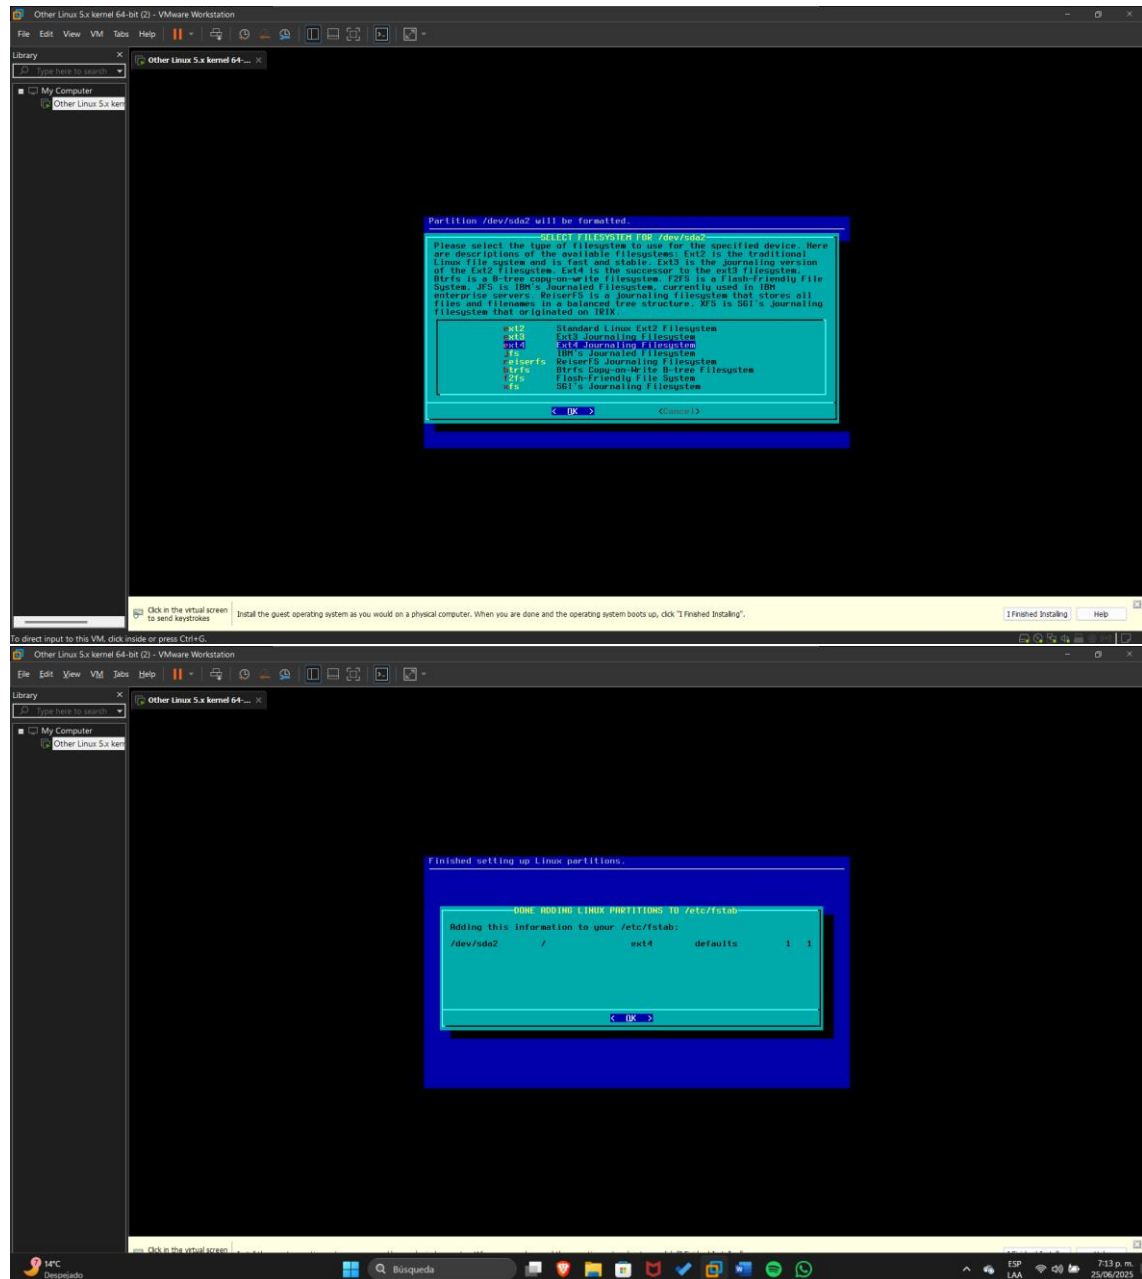 Other Linux 5.x kernel 64-bit (2) - VMware Workstation
File Edit View VM Tabs Help
Library
Other Linux 5.x kernel 64-...
Type here to search
My Computer
Other Linux 5.x kern
Partition /dev/sda2 will be formatted.
SELECT FILESYSTEM FOR /dev/sda2
Please select the type of filesystem to use for the specified device. Here
are descriptions of the available filesystems: Ext2 is the traditional
Linux file system and is fast and stable. Ext3 is the journaling version
of the Ext2 filesystem. Ext4 is the successor to the ext3 filesystem.
Btrfs is a B-tree copy-on-write filesystem. F2FS is a Flash-Friendly File
System. JFS is IBM's Journaled Filesystem, currently used in IBM
enterprise servers. ReiserFS is a journaling filesystem that stores all
files and filenames in a balanced tree structure. XFS is SGI's journaling
filesystem that originated on IRIX.
ext2 Standard Linux Ext2 Filesystem
ext3 Ext3 Journaling Filesystem
ext4 Ext4 Journaling Filesystem
jfs IBM's Journaled Filesystem
reiserfs ReiserFS Journaling Filesystem
btrfs Btrfs Copy-on-Write B-tree Filesystem
f2fs Flash-Friendly File System
xfs SGI's Journaling Filesystem
< OK > <Cancel>
Click in the virtual screen
to send keystrokes
Install the guest operating system as you would on a physical computer. When you are done and the operating system boots up, click "I Finished Installing".
I Finished Installing Help
To direct input to this VM, click inside or press Ctrl+G.
Other Linux 5.x kernel 64-bit (2) - VMware Workstation
File Edit View VM Tabs Help
Library
Other Linux 5.x kernel 64-...
Type here to search
My Computer
Other Linux 5.x kern
Finished setting up Linux partitions.
DONE ADDING LINUX PARTITIONS TO /etc/fstab
Adding this information to your /etc/fstab:
/dev/sda2 / ext4 defaults 1 1
< OK >
Click in the virtual screen
7
14°C
Despejado
Búsqueda
ESP
LAA
7:13 p. m.
25/06/2025